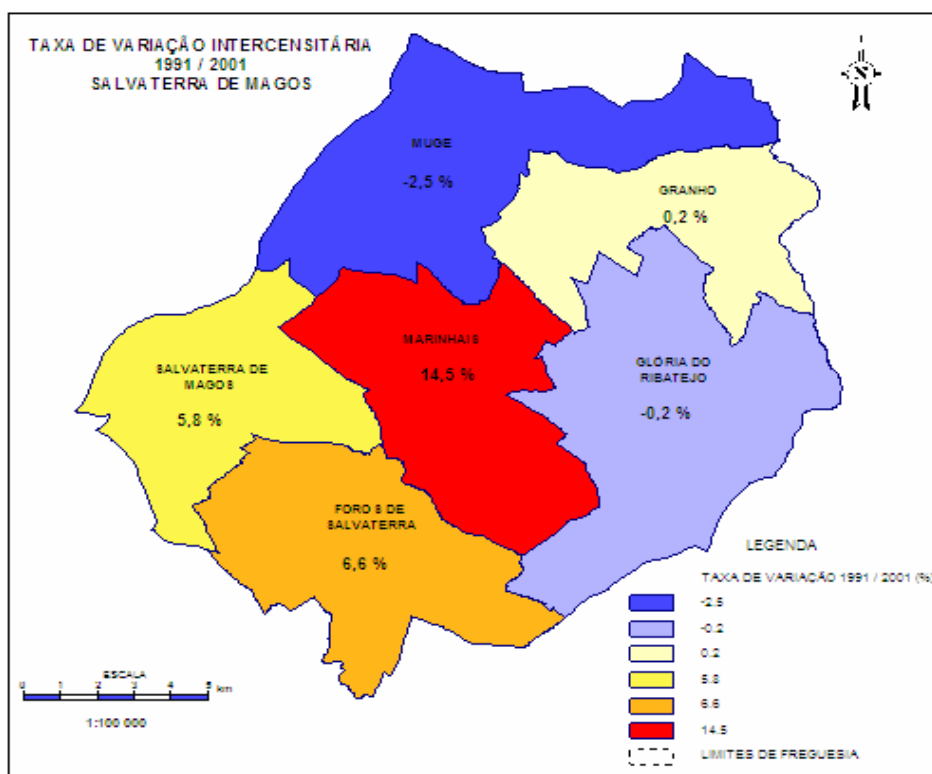 TAXA DE VARIAÇÃO INTERCENSITÁRIA
1991 / 2001
SALVATERRA DE MAGOS
N
MUGE
-2,5 %
GRANHO
0,2 %
MARINHAIS
14,5 %
GLÓRIA DO
RIBATEJO
-0,2 %
SALVATERRA DE
MAGOS
5,8 %
FOROS DE
SALVATERRA
6,6 %
LEGENDA
TAXA DE VARIAÇÃO 1991 / 2001 (%)
-2.5
-0.2
0.2
5.8
6.6
14.5
LIMITES DE FREGUESIA
ESCALA
0 1 2 3 4 5 km
1:100 000